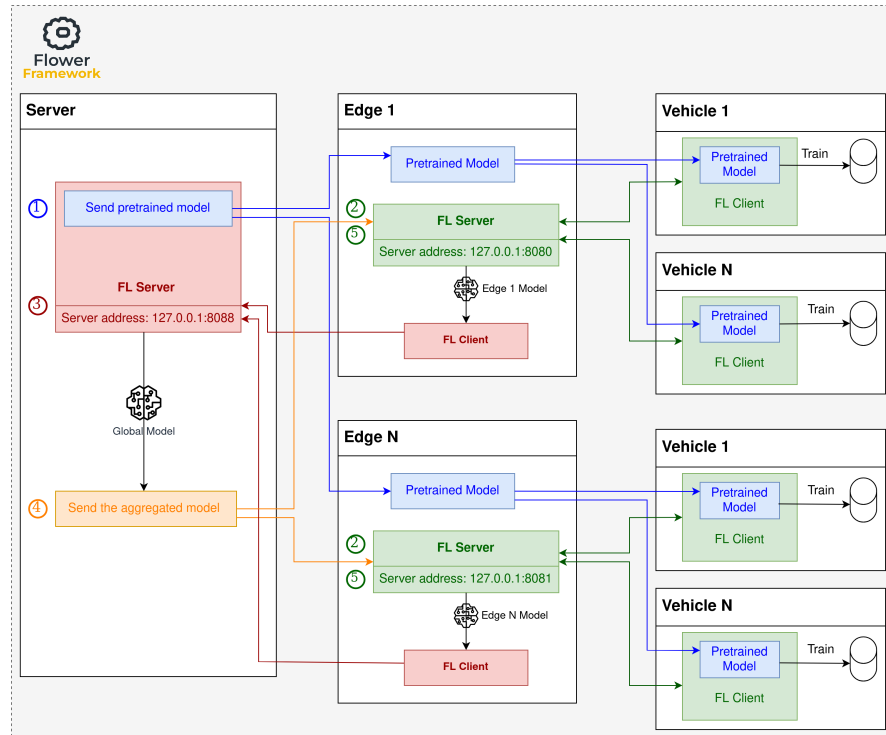 Flower
Framework
Server
1
Send pretrained model
FL Server
3
Server address: 127.0.0.1:8088
Global Model
4
Send the aggregated model
Edge 1
Pretrained Model
2
FL Server
5
Server address: 127.0.0.1:8080
Edge 1 Model
FL Client
Edge N
Pretrained Model
2
FL Server
5
Server address: 127.0.0.1:8081
Edge N Model
FL Client
Vehicle 1
Pretrained
Model
Train
FL Client
Vehicle N
Pretrained
Model
Train
FL Client
Vehicle 1
Pretrained
Model
Train
FL Client
Vehicle N
Pretrained
Model
Train
FL Client